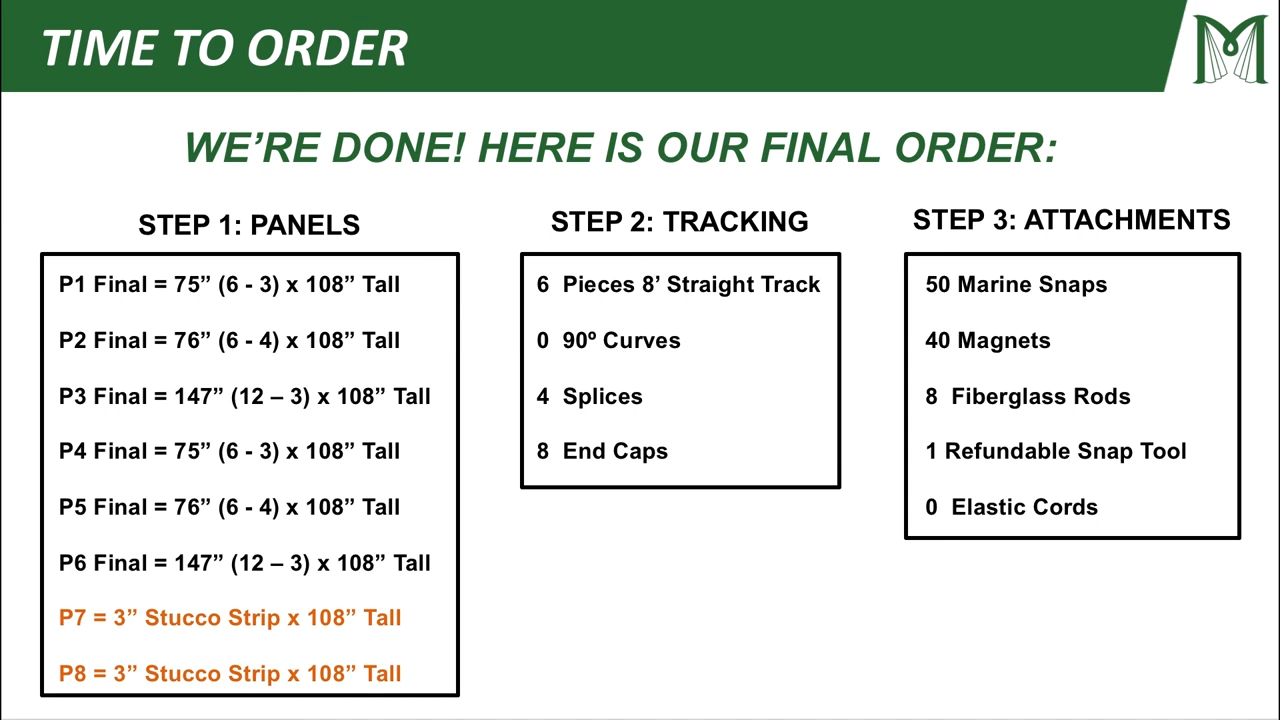 TIME TO ORDER
M
WE’RE DONE! HERE IS OUR FINAL ORDER:
STEP 1: PANELS
P1 Final = 75” (6 - 3) x 108” Tall
P2 Final = 76” (6 - 4) x 108” Tall
P3 Final = 147” (12 – 3) x 108” Tall
P4 Final = 75” (6 - 3) x 108” Tall
P5 Final = 76” (6 - 4) x 108” Tall
P6 Final = 147” (12 – 3) x 108” Tall
P7 = 3” Stucco Strip x 108” Tall
P8 = 3” Stucco Strip x 108” Tall
STEP 2: TRACKING
6 Pieces 8’ Straight Track
0 90º Curves
4 Splices
8 End Caps
STEP 3: ATTACHMENTS
50 Marine Snaps
40 Magnets
8 Fiberglass Rods
1 Refundable Snap Tool
0 Elastic Cords